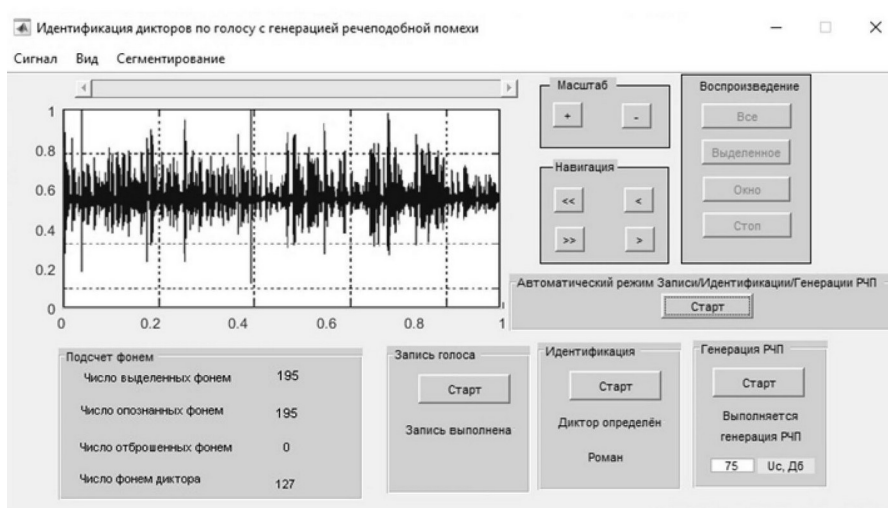 Идентификация дикторов по голосу с генерацией речеподобной помехи
Сигнал Вид Сегментирование
Масштаб
+ -
Навигация
<< <
>> >
Воспроизведение
Все
Выделенное
Окно
Стоп
1
0.8
0.6
0.4
0.2
0
0 0.2 0.4 0.6 0.8 1
Автоматический режим Записи/Идентификации/Генерации РЧП
Старт
Подсчет фонем
Число выделенных фонем 195
Число опознанных фонем 195
Число отброшенных фонем 0
Число фонем диктора 127
Запись голоса
Старт
Запись выполнена
Идентификация
Старт
Диктор определён
Роман
Генерация РЧП
Старт
Выполняется
генерация РЧП
75 Uc, Дб